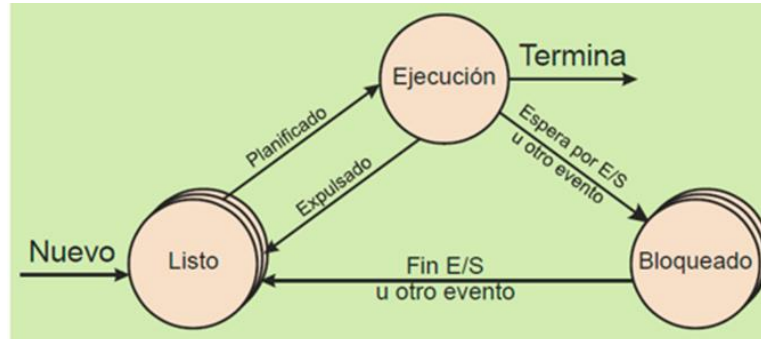 Ejecución
Termina
Planificado
Expulsado
Espera por E/S
u otro evento
Nuevo
Listo
Fin E/S
u otro evento
Bloqueado